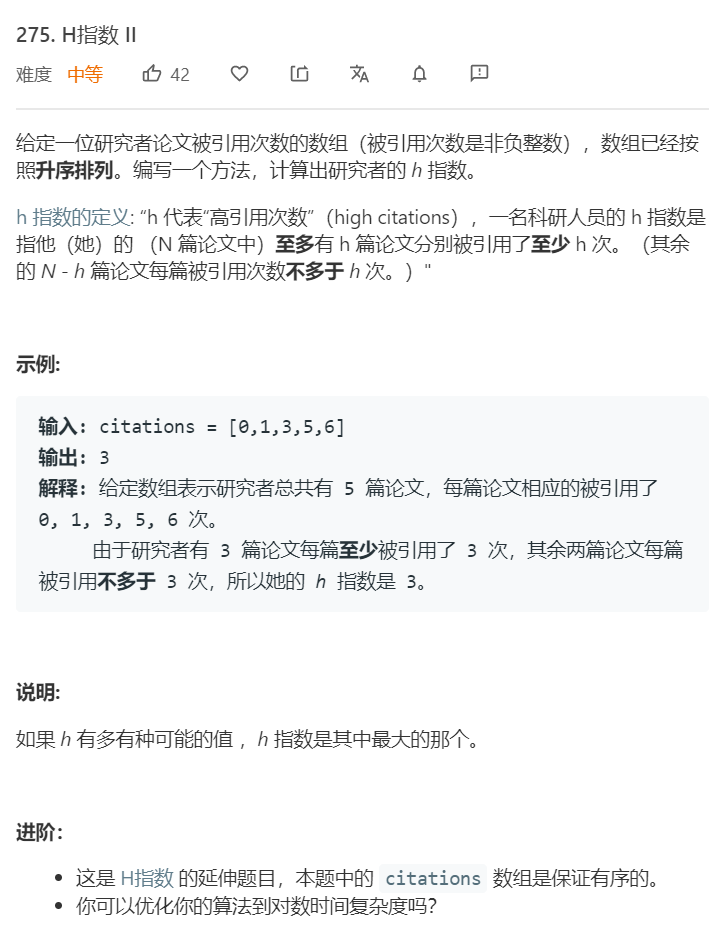 275. H指数 II
难度 中等 42
给定一位研究者论文被引用次数的数组（被引用次数是非负整数），数组已经按
照升序排列。编写一个方法，计算出研究者的 h 指数。
h 指数的定义: “h 代表“高引用次数”（high citations），一名科研人员的 h 指数是
指他（她）的 （N 篇论文中）至多有 h 篇论文分别被引用了至少 h 次。（其余
的 N - h 篇论文每篇被引用次数不多于 h 次。）"
示例:
输入: citations = [0,1,3,5,6]
输出: 3
解释: 给定数组表示研究者总共有 5 篇论文，每篇论文相应的被引用了
0, 1, 3, 5, 6 次。
由于研究者有 3 篇论文每篇至少被引用了 3 次，其余两篇论文每篇
被引用不多于 3 次，所以她的 h 指数是 3。
说明:
如果 h 有多有种可能的值 ，h 指数是其中最大的那个。
进阶：
• 这是 H指数 的延伸题目，本题中的 citations 数组是保证有序的。
• 你可以优化你的算法到对数时间复杂度吗？